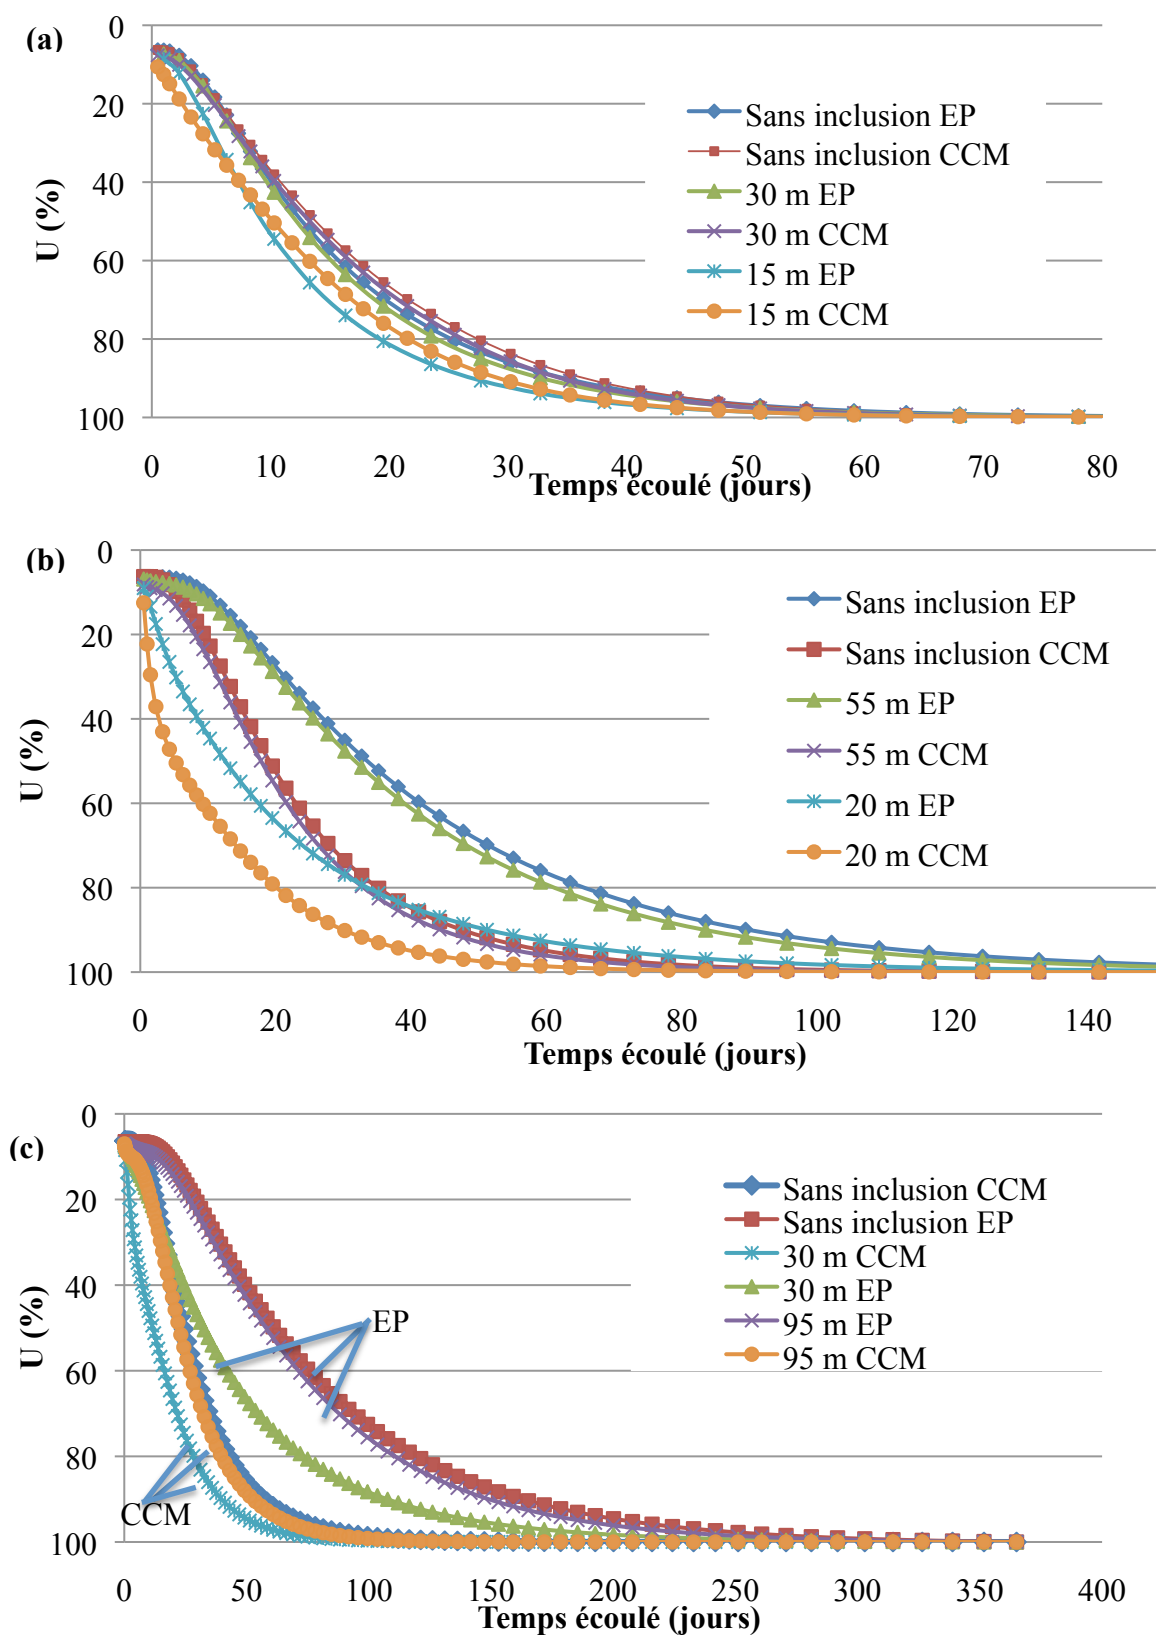 (a)
U (%)
0
20
40
60
80
100
0 10 20 30 40 50 60 70 80
Temps écoulé (jours)
Sans inclusion EP
Sans inclusion CCM
30 m EP
30 m CCM
15 m EP
15 m CCM
(b)
U (%)
0
20
40
60
80
100
0 20 40 60 80 100 120 140
Temps écoulé (jours)
Sans inclusion EP
Sans inclusion CCM
55 m EP
55 m CCM
20 m EP
20 m CCM
(c)
U (%)
0
20
40
60
80
100
0 50 100 150 200 250 300 350 400
Temps écoulé (jours)
Sans inclusion CCM
Sans inclusion EP
30 m CCM
30 m EP
95 m EP
95 m CCM
EP
CCM